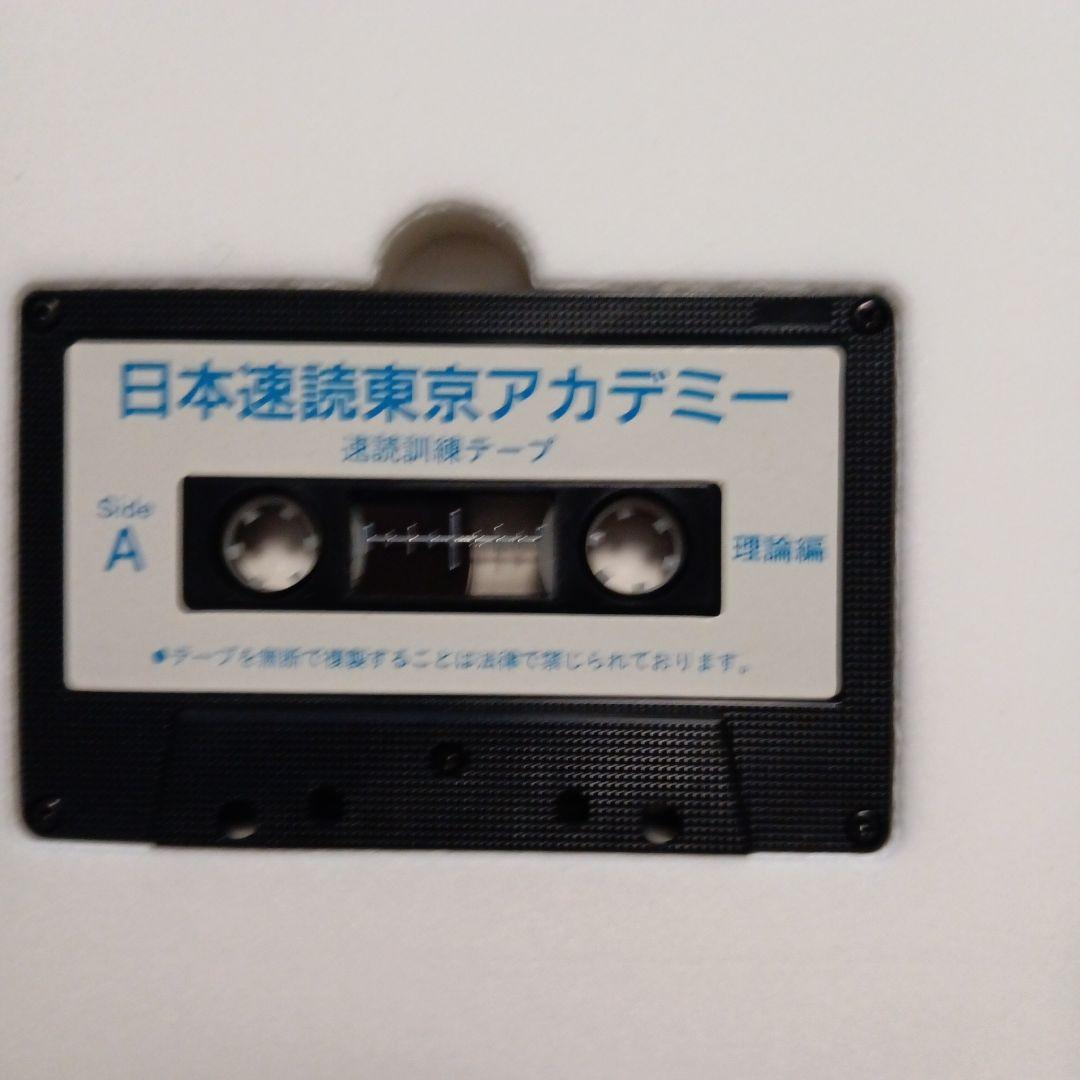 日本速読東京アカデミー
速読訓練テープ
Side
A
理論編
●テープを無断で複製することは法律で禁じられております。